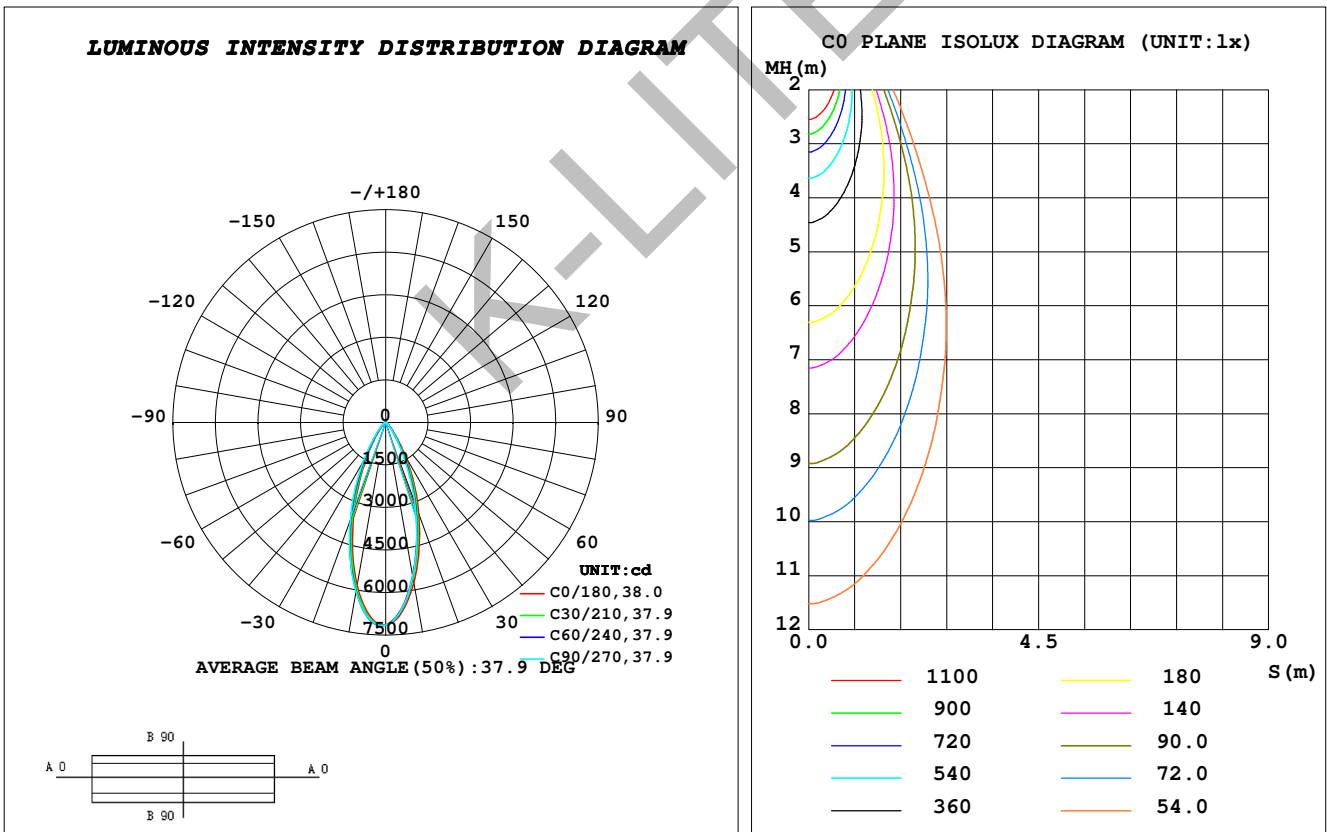 LUMINOUS INTENSITY DISTRIBUTION DIAGRAM
-/+180
-150 150
-120 120
-90 0 90
1500
3000
-60 4500 60
6000
-30 7500 30
0
UNIT:cd
C0/180,38.0
C30/210,37.9
C60/240,37.9
C90/270,37.9
AVERAGE BEAM ANGLE(50%):37.9 DEG
B 90
A 0 A 0
B 90
C0 PLANE ISOLUX DIAGRAM (UNIT:lx)
MH(m)
2
3
4
5
6
7
8
9
10
11
12
0.0 4.5 9.0
S(m)
1100 180
900 140
720 90.0
540 72.0
360 54.0
K-LITE